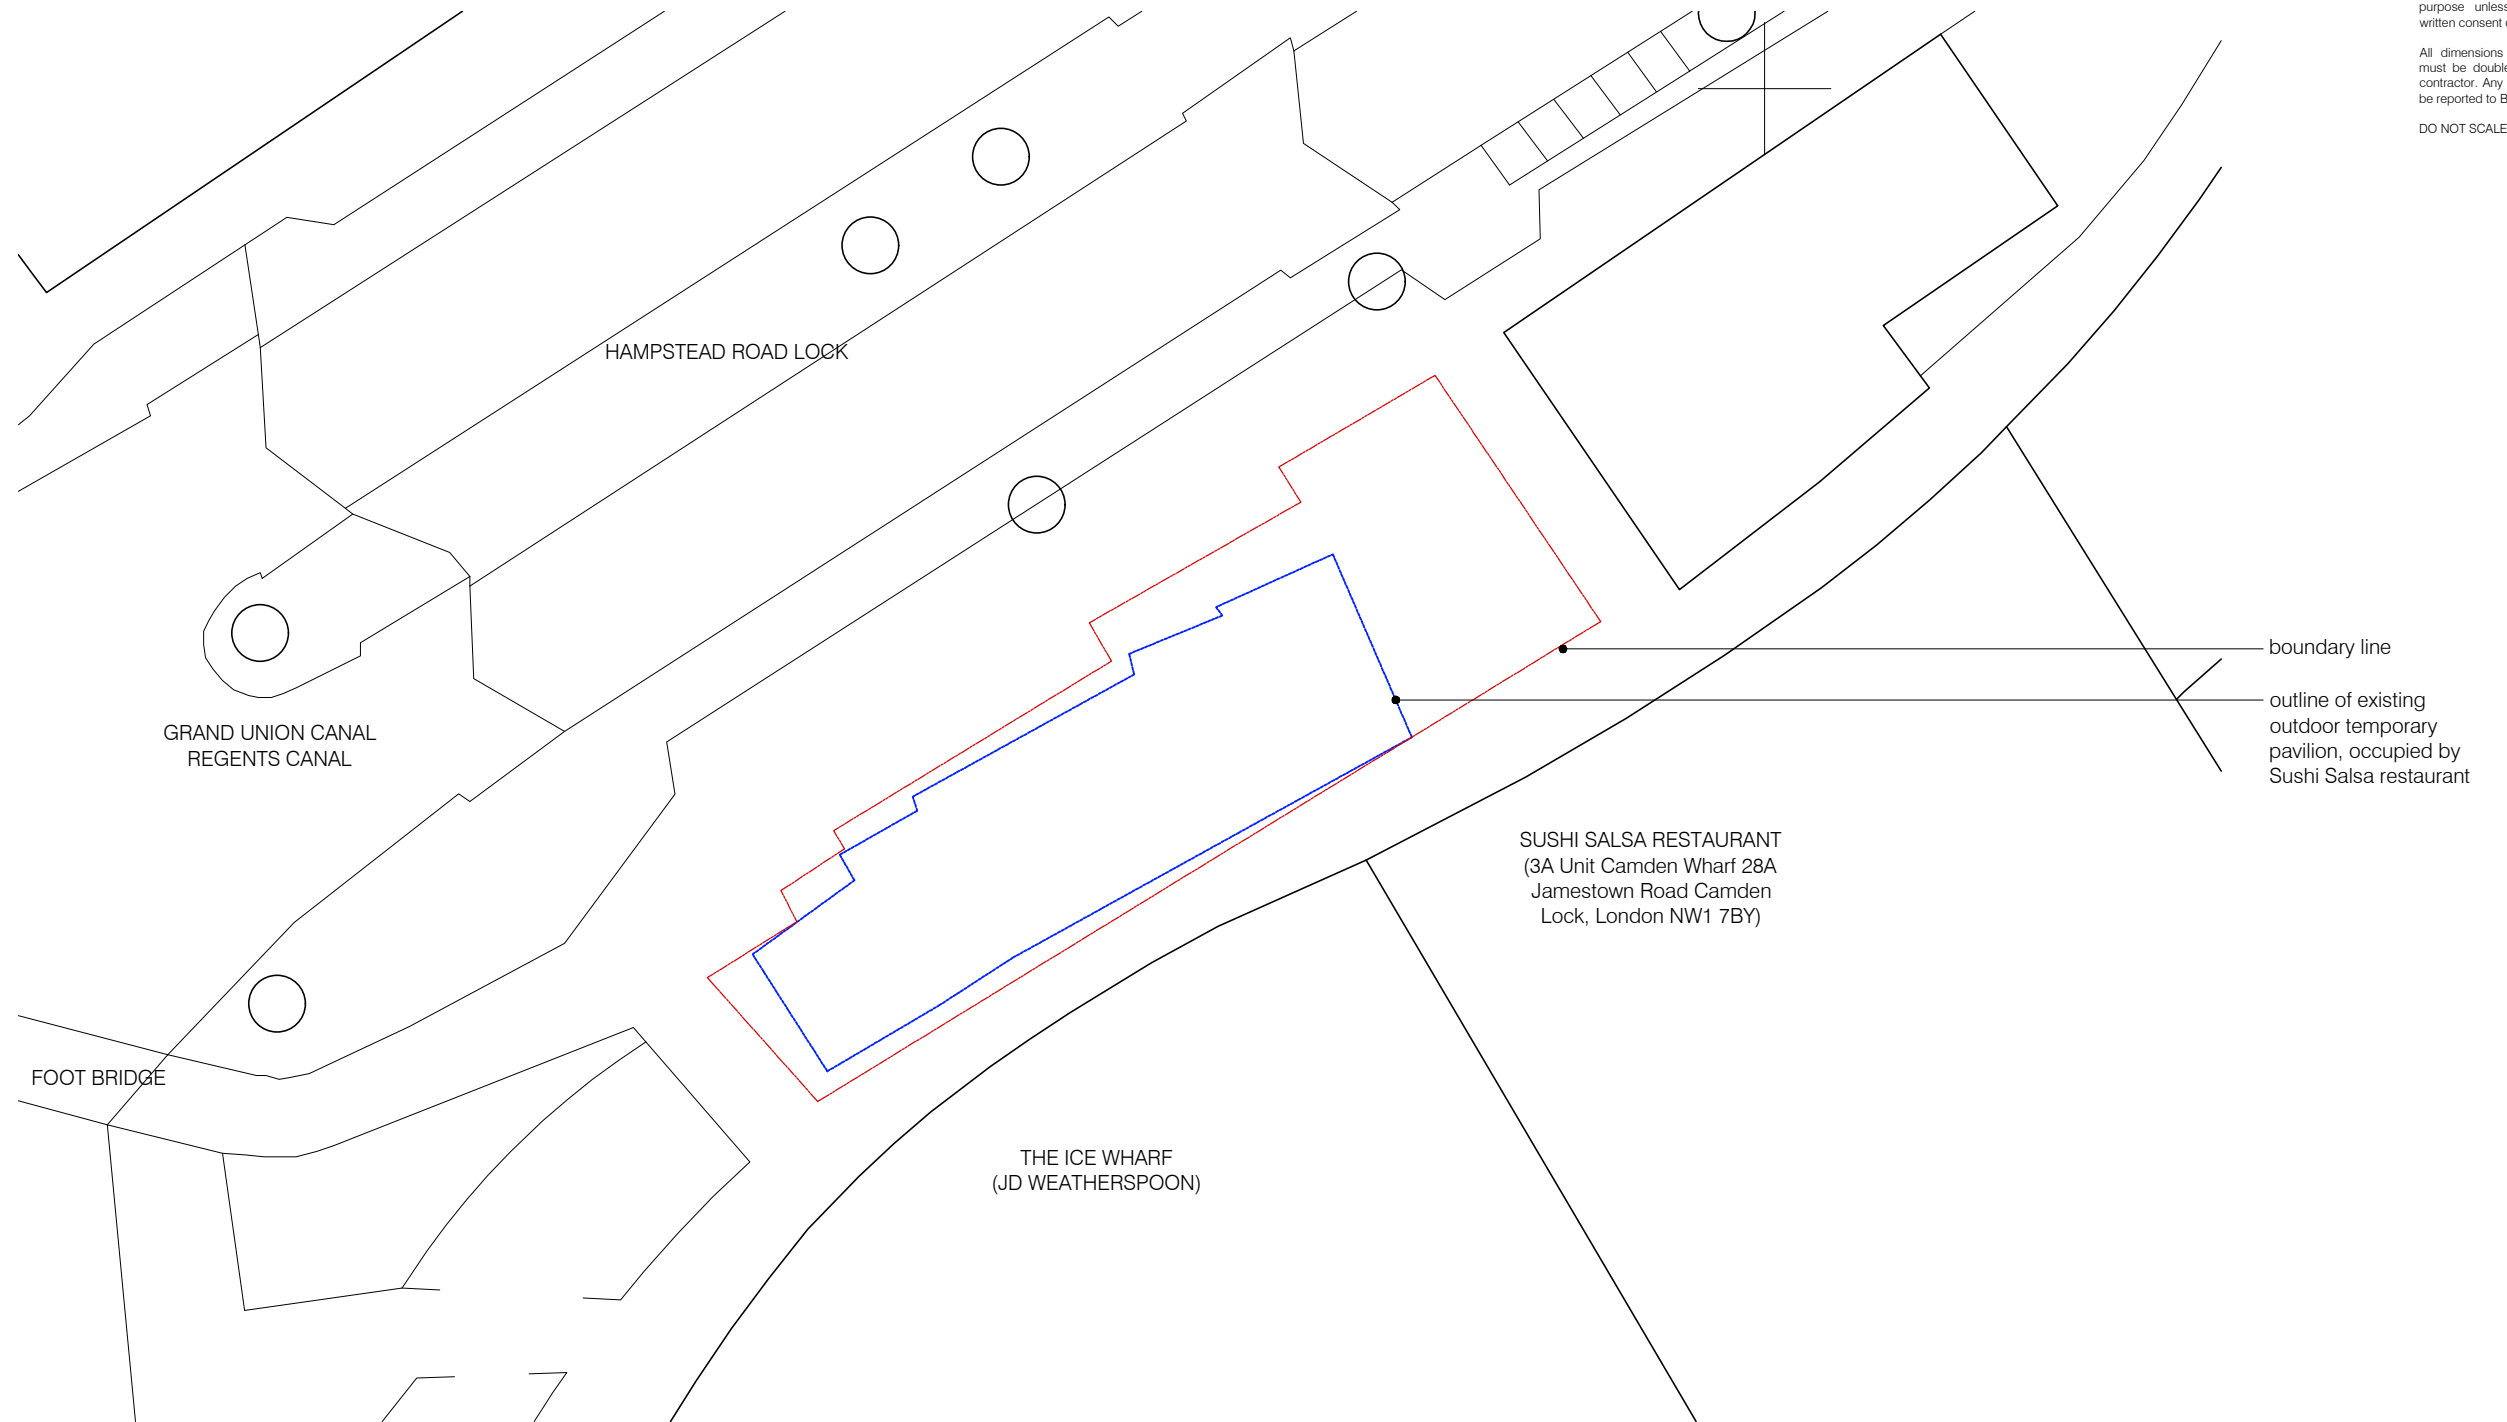 purpose unless
written consent
All dimensions
must be double
contractor. Any
be reported to B
DO NOT SCALE
HAMPSTEAD ROAD LOCK
boundary line
outline of existing
outdoor temporary
pavilion, occupied by
Sushi Salsa restaurant
GRAND UNION CANAL
REGENTS CANAL
SUSHI SALSA RESTAURANT
(3A Unit Camden Wharf 28A
Jamestown Road Camden
Lock, London NW1 7BY)
FOOT BRIDGE
THE ICE WHARF
(JD WEATHERSPOON)